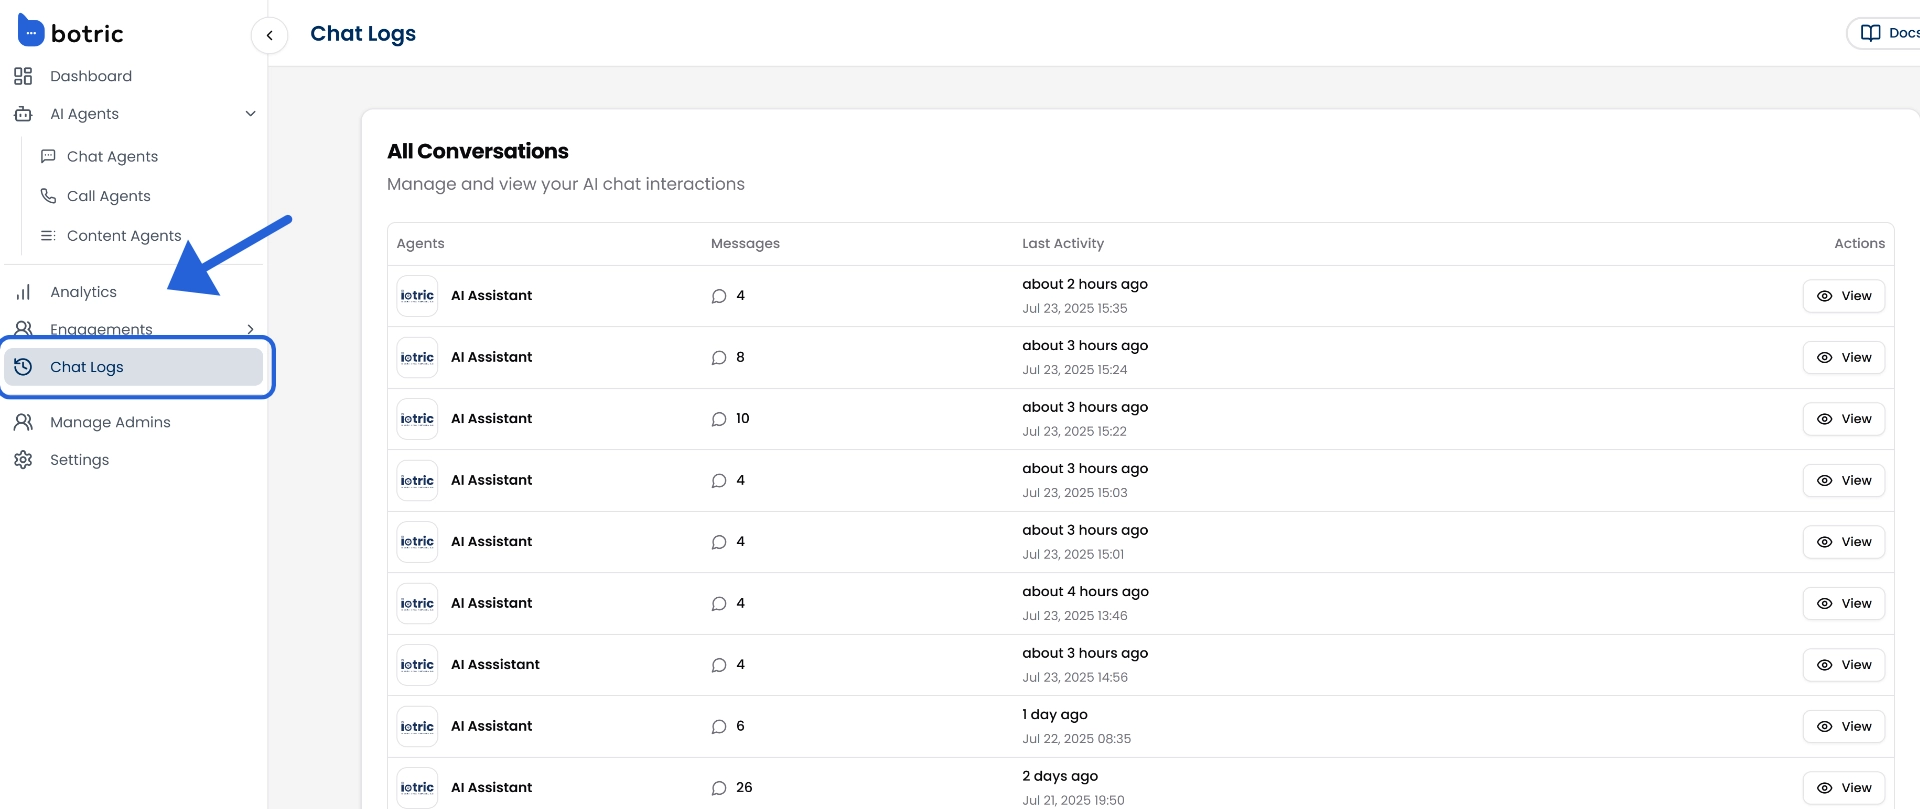 botric
Chat Logs
Docs
Dashboard
AI Agents
Chat Agents
Call Agents
Content Agents
Analytics
Engagements
Chat Logs
Manage Admins
Settings
All Conversations
Manage and view your AI chat interactions
Agents Messages Last Activity Actions
iotric AI Assistant 4 about 2 hours ago View
Jul 23, 2025 15:35
iotric AI Assistant 8 about 3 hours ago View
Jul 23, 2025 15:24
iotric AI Assistant 10 about 3 hours ago View
Jul 23, 2025 15:22
iotric AI Assistant 4 about 3 hours ago View
Jul 23, 2025 15:03
iotric AI Assistant 4 about 3 hours ago View
Jul 23, 2025 15:01
iotric AI Assistant 4 about 4 hours ago View
Jul 23, 2025 13:46
iotric AI Asssistant 4 about 3 hours ago View
Jul 23, 2025 14:56
iotric AI Assistant 6 1 day ago View
Jul 22, 2025 08:35
iotric AI Assistant 26 2 days ago View
Jul 21, 2025 19:50